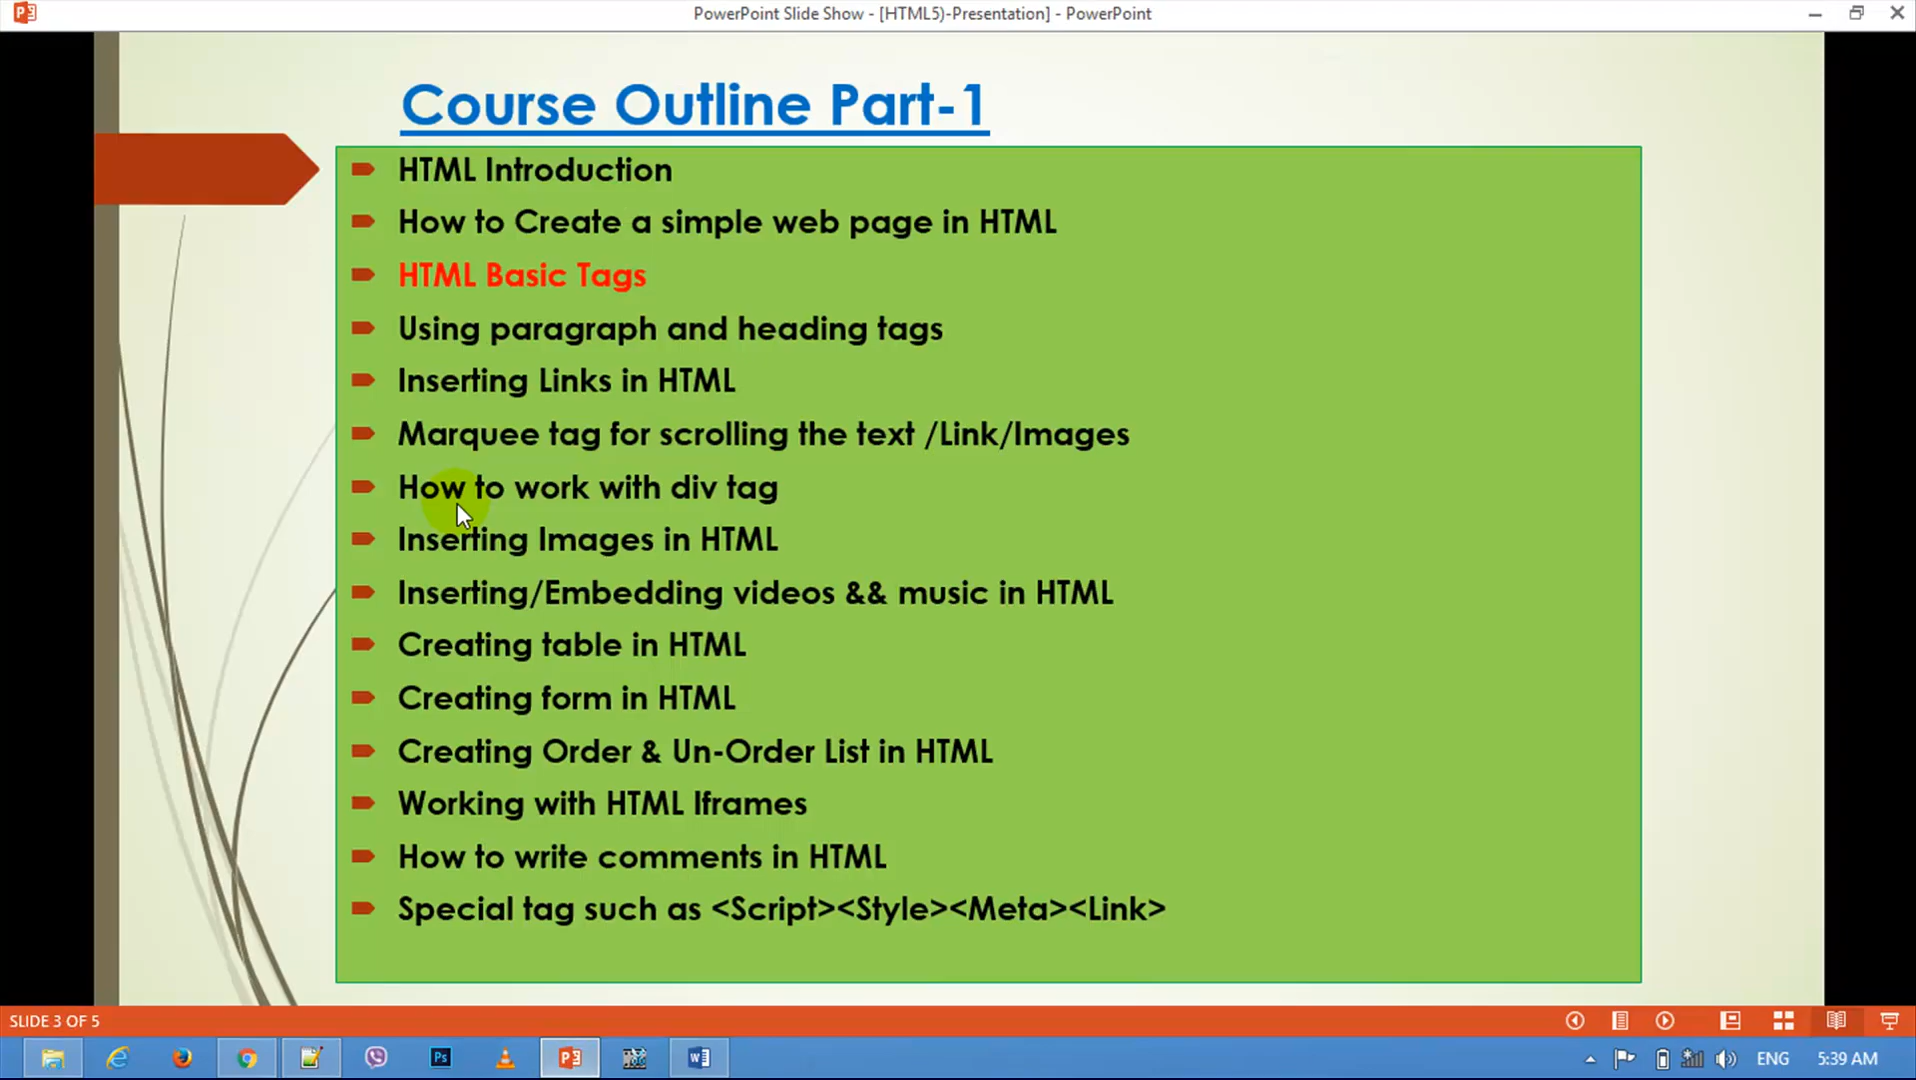 PowerPoint Slide Show - [HTML5)-Presentation] - PowerPoint
Course Outline Part-1
HTML Introduction
How to Create a simple web page in HTML
HTML Basic Tags
Using paragraph and heading tags
Inserting Links in HTML
Marquee tag for scrolling the text /Link/Images
How to work with div tag
Inserting Images in HTML
Inserting/Embedding videos && music in HTML
Creating table in HTML
Creating form in HTML
Creating Order & Un-Order List in HTML
Working with HTML Iframes
How to write comments in HTML
Special tag such as <Script><Style><Meta><Link>
SLIDE 3 OF 5
Ps
ENG 5:39 AM